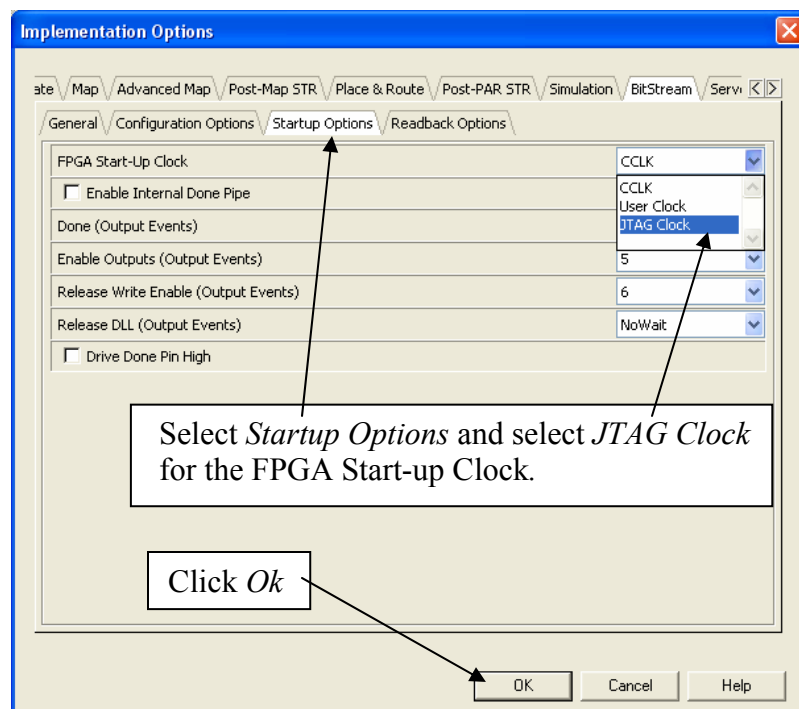 Implementation Options
ate Map Advanced Map Post-Map STR Place & Route Post-PAR STR Simulation BitStream Servi
General Configuration Options Startup Options Readback Options
FPGA Start-Up Clock CCLK
Enable Internal Done Pipe
CCLK
User Clock
JTAG Clock
Done (Output Events)
Enable Outputs (Output Events) 5
Release Write Enable (Output Events) 6
Release DLL (Output Events) NoWait
Drive Done Pin High
Select Startup Options and select JTAG Clock
for the FPGA Start-up Clock.
Click Ok
OK Cancel Help